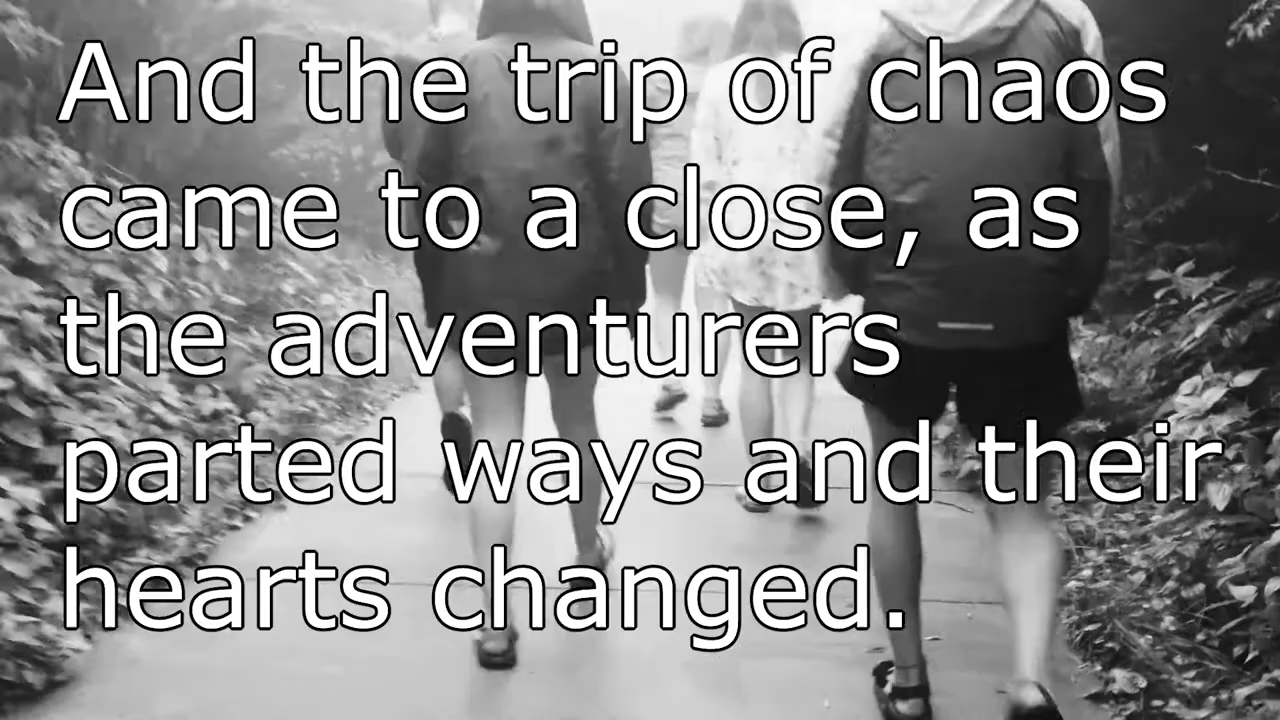 And the trip of chaos
came to a close, as
the adventurers
parted ways and their
hearts changed.